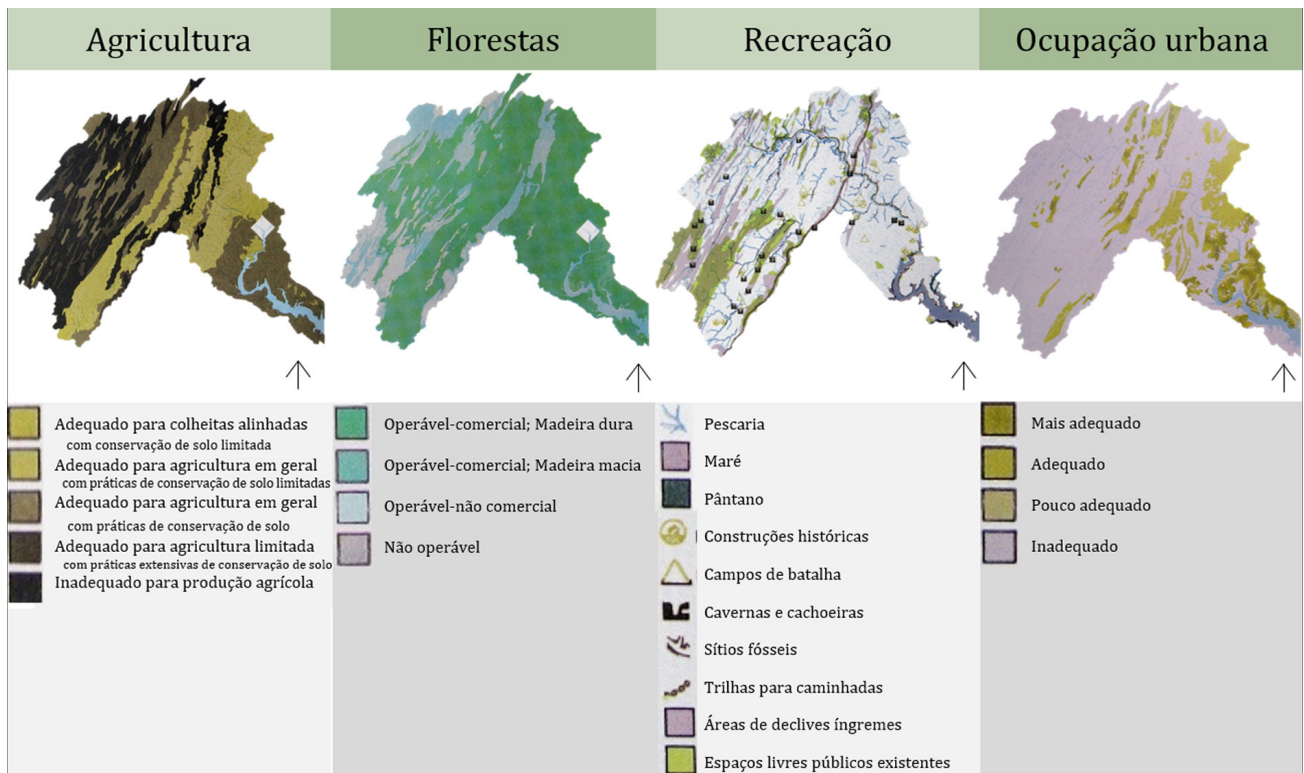 Agricultura
Florestas
Recreação
Ocupação urbana
Adequado para colheitas alinhadas
com conservação de solo limitada
Adequado para agricultura em geral
com práticas de conservação de solo limitadas
Adequado para agricultura em geral
com práticas de conservação de solo
Adequado para agricultura limitada
com práticas extensivas de conservação de solo
Inadequado para produção agrícola
Operável-comercial; Madeira dura
Operável-comercial; Madeira macia
Operável-não comercial
Não operável
Pescaria
Maré
Pântano
Construções históricas
Campos de batalha
Cavernas e cachoeiras
Sítios fósseis
Trilhas para caminhadas
Áreas de declives íngremes
Espaços livres públicos existentes
Mais adequado
Adequado
Pouco adequado
Inadequado